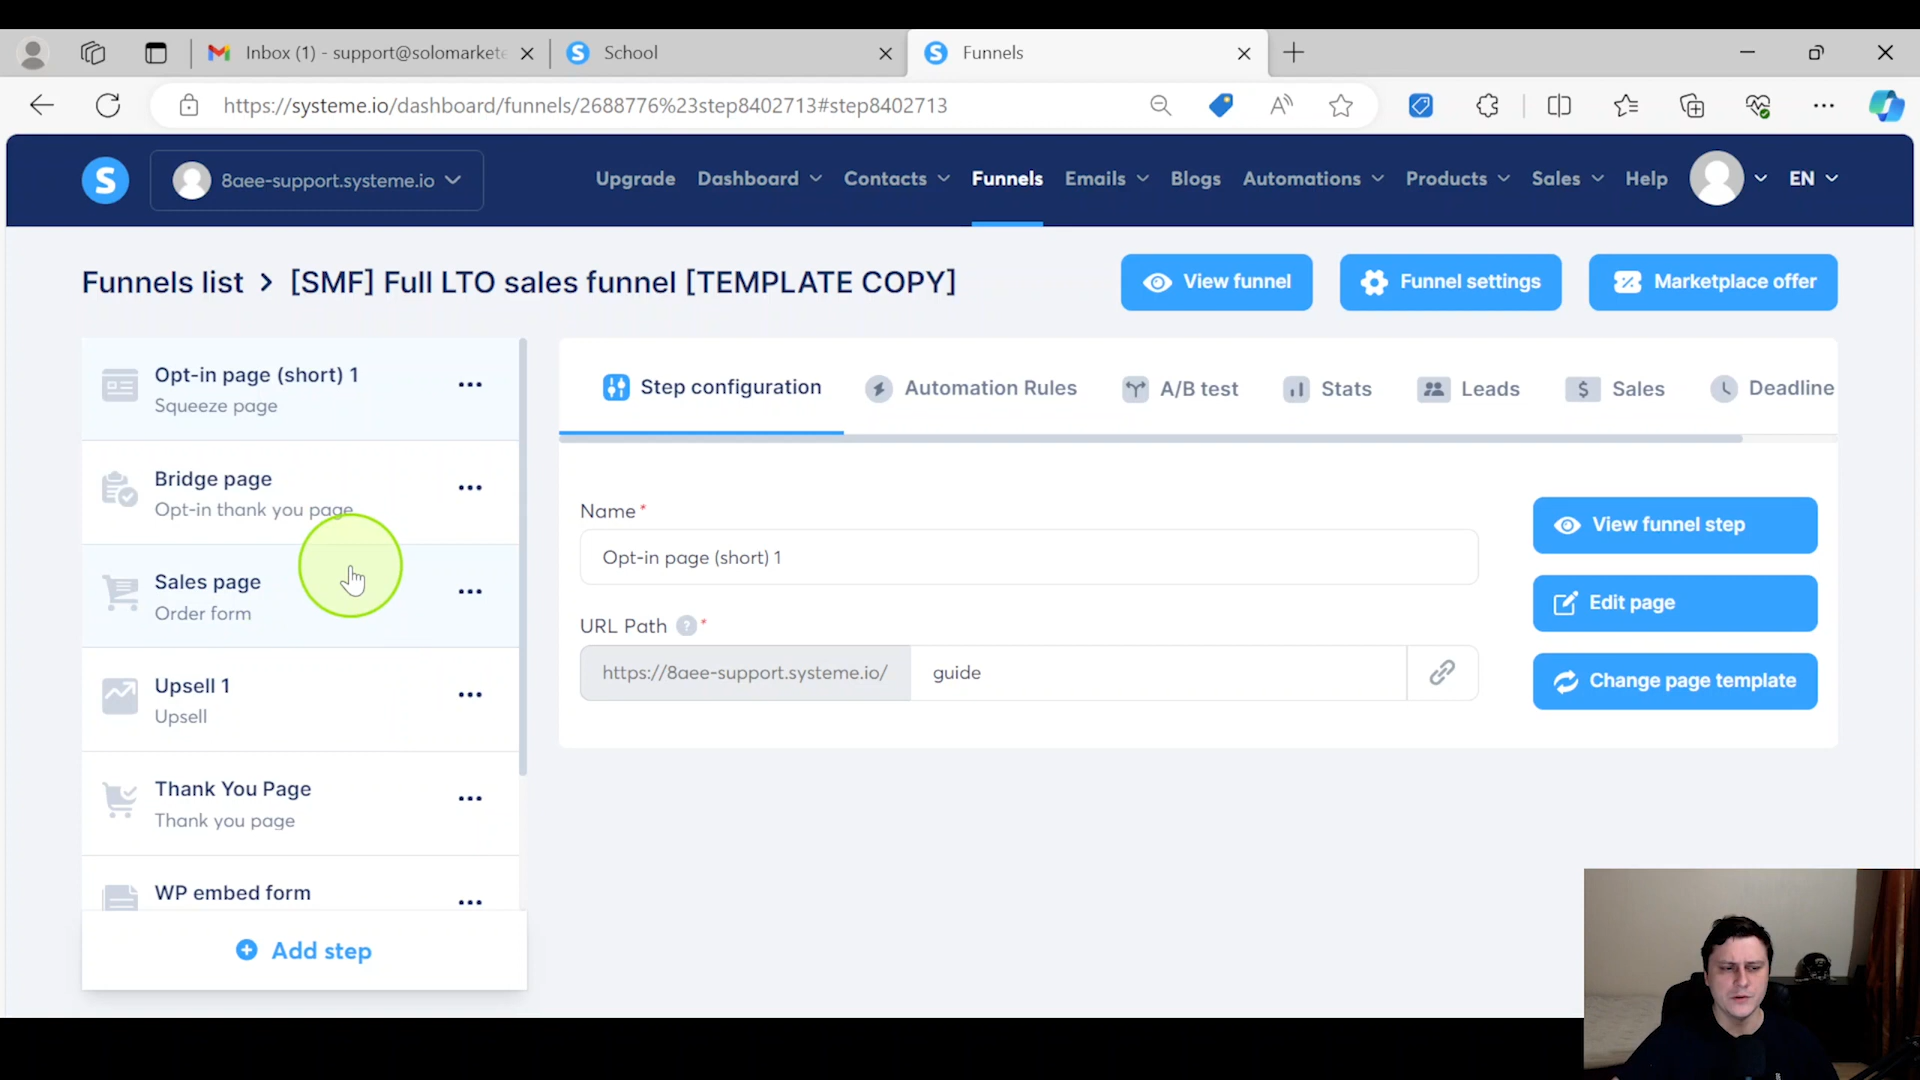 Inbox (1) - support@solomarkete
School
Funnels
https://systeme.io/dashboard/funnels/2688776%23step8402713#step8402713
S
8aee-support.systeme.io
Upgrade
Dashboard
Contacts
Funnels
Emails
Blogs
Automations
Products
Sales
Help
EN
Funnels list > [SMF] Full LTO sales funnel [TEMPLATE COPY]
View funnel
Funnel settings
Marketplace offer
Opt-in page (short) 1
Squeeze page
Bridge page
Opt-in thank you page
Sales page
Order form
Upsell 1
Upsell
Thank You Page
Thank you page
WP embed form
Add step
Step configuration
Automation Rules
A/B test
Stats
Leads
Sales
Deadline
Name*
Opt-in page (short) 1
URL Path ? *
https://8aee-support.systeme.io/
guide
View funnel step
Edit page
Change page template